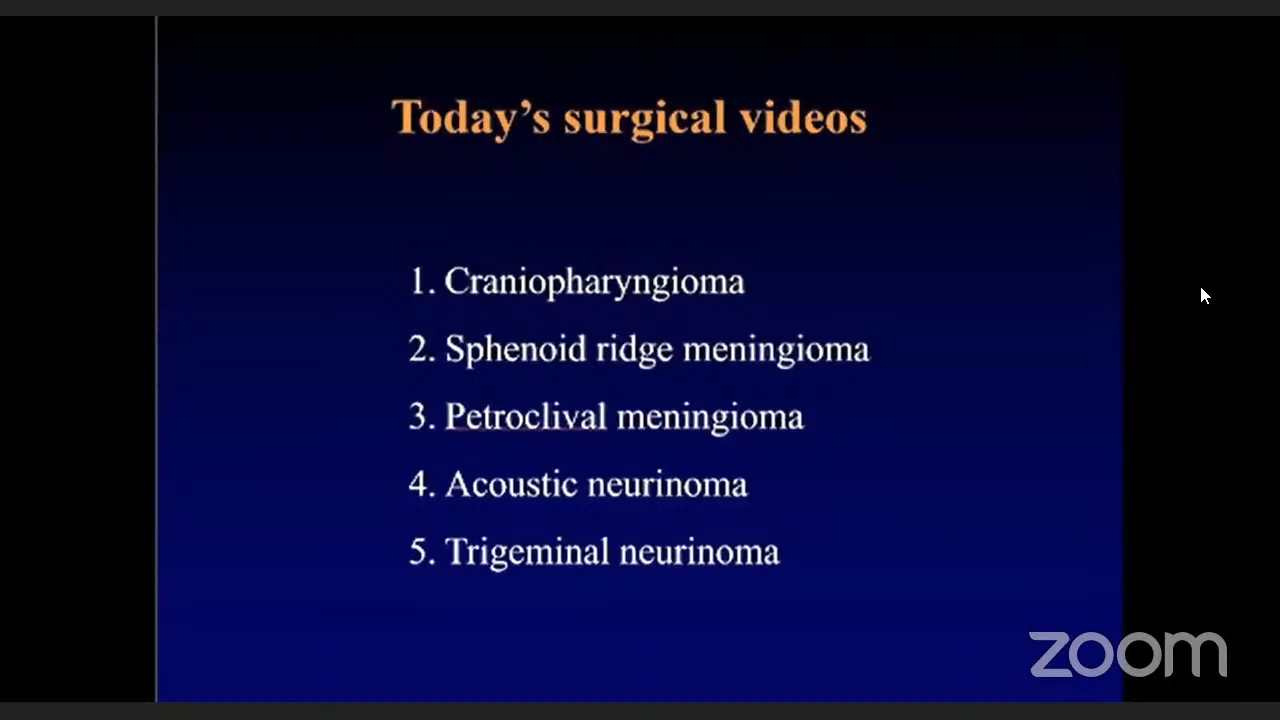 Today's surgical videos
1. Craniopharyngioma
2. Sphenoid ridge meningioma
3. Petroclival meningioma
4. Acoustic neurinoma
5. Trigeminal neurinoma
zoom